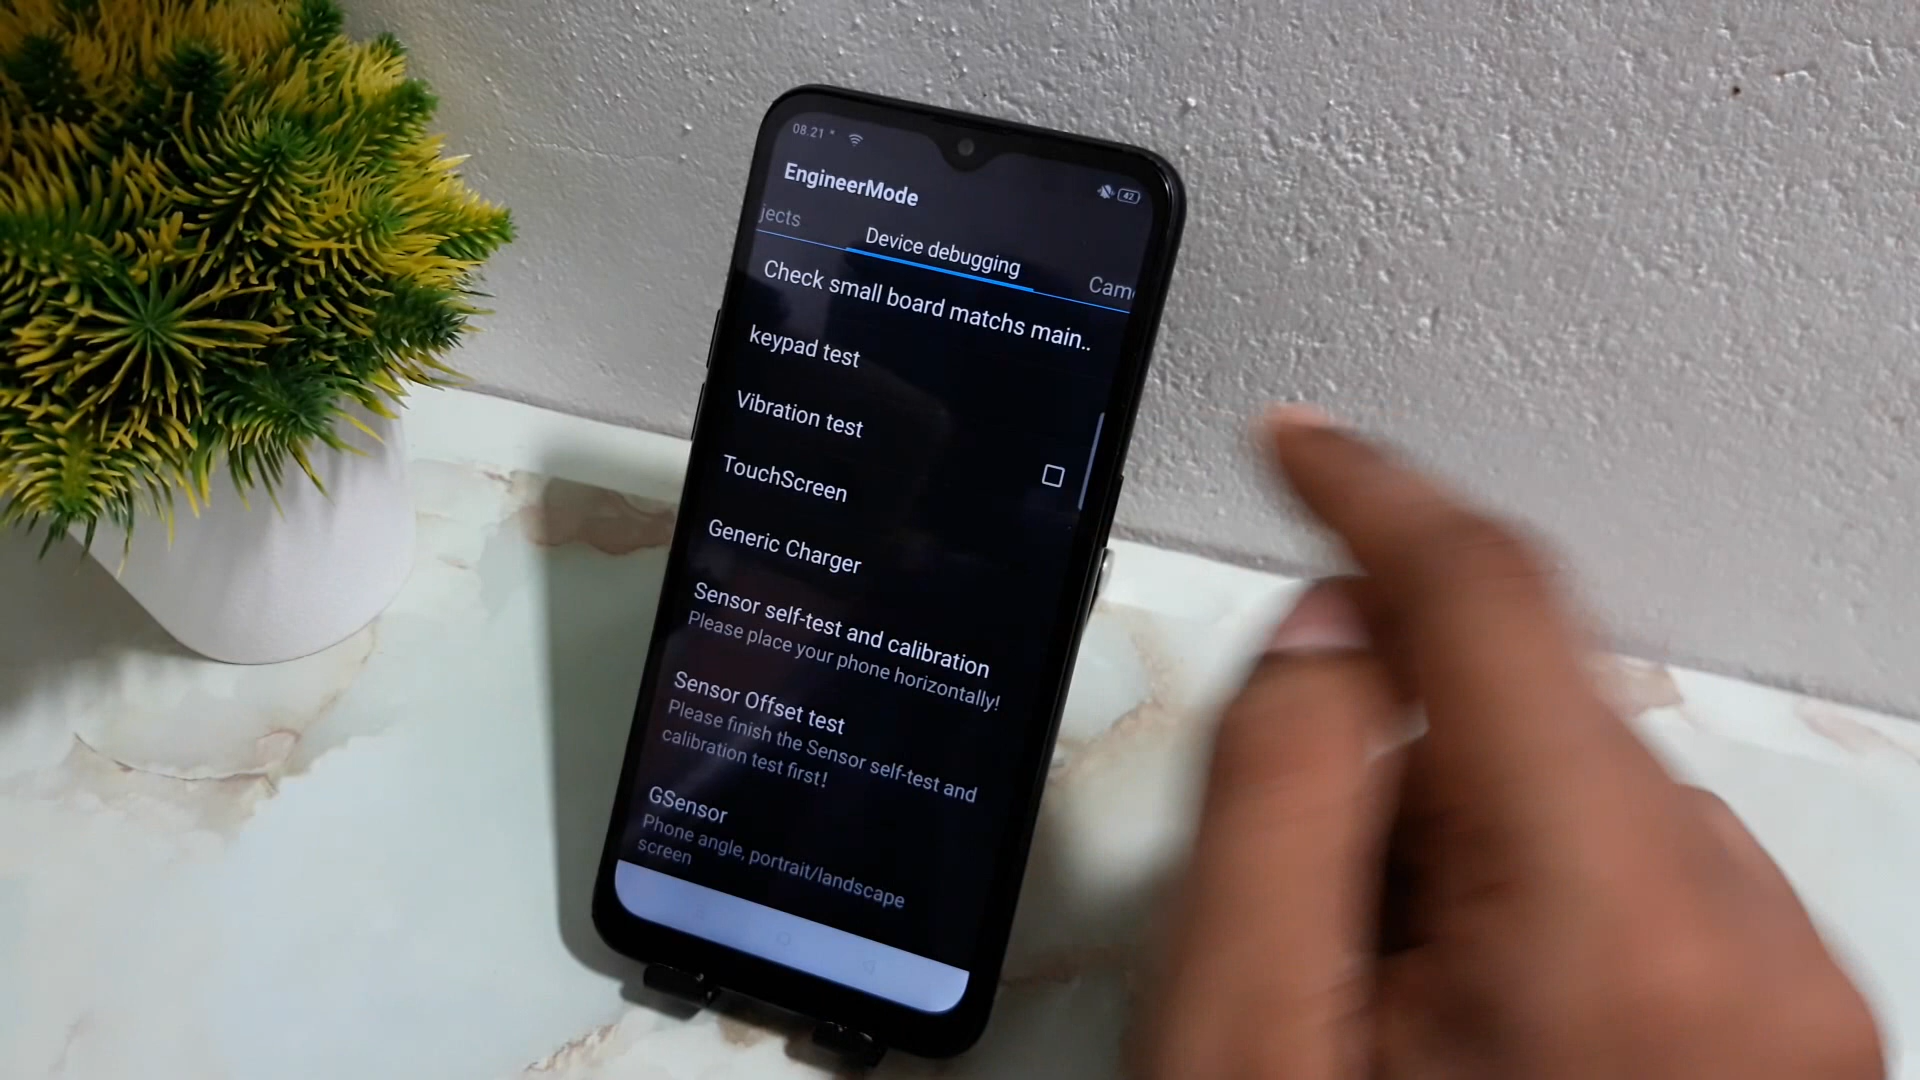 08.21 *
42
EngineerMode
jects
Device debugging
Cam
Check small board matchs main..
keypad test
Vibration test
TouchScreen
Generic Charger
Sensor self-test and calibration
Please place your phone horizontally!
Sensor Offset test
Please finish the Sensor self-test and
calibration test first!
GSensor
Phone angle, portrait/landscape
screen